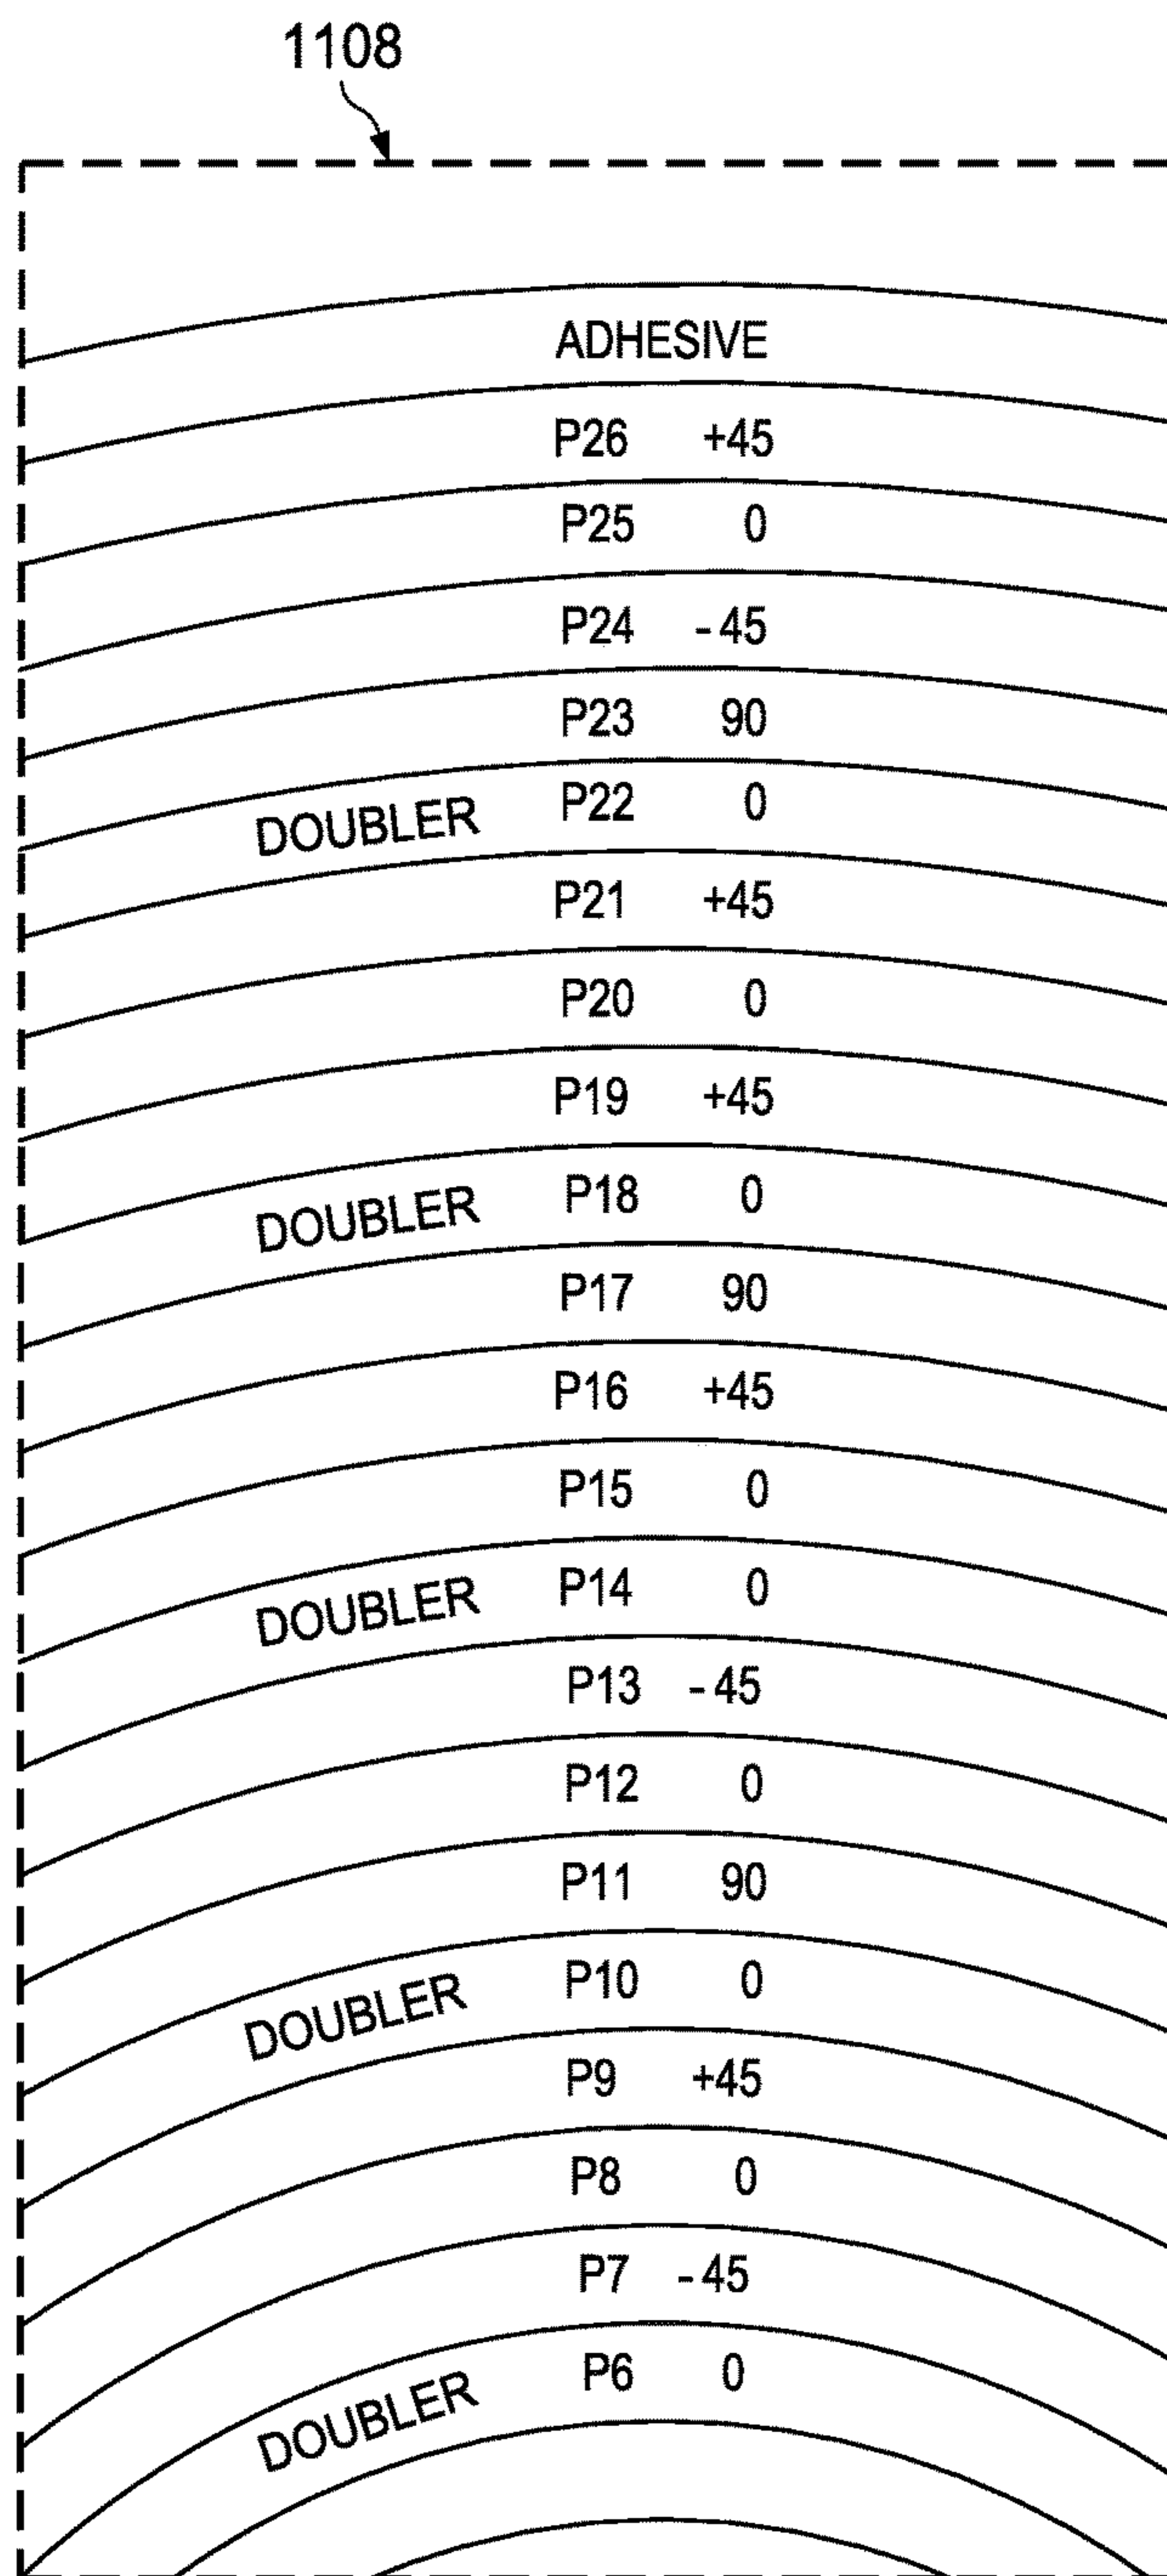 1108
ADHESIVE
P26 +45
P25 0
P24 - 45
P23 90
DOUBLER P22 0
P21 +45
P20 0
P19 +45
DOUBLER P18 0
P17 90
P16 +45
P15 0
DOUBLER P14 0
P13 - 45
P12 0
P11 90
DOUBLER P10 0
P9 +45
P8 0
P7 - 45
DOUBLER P6 0